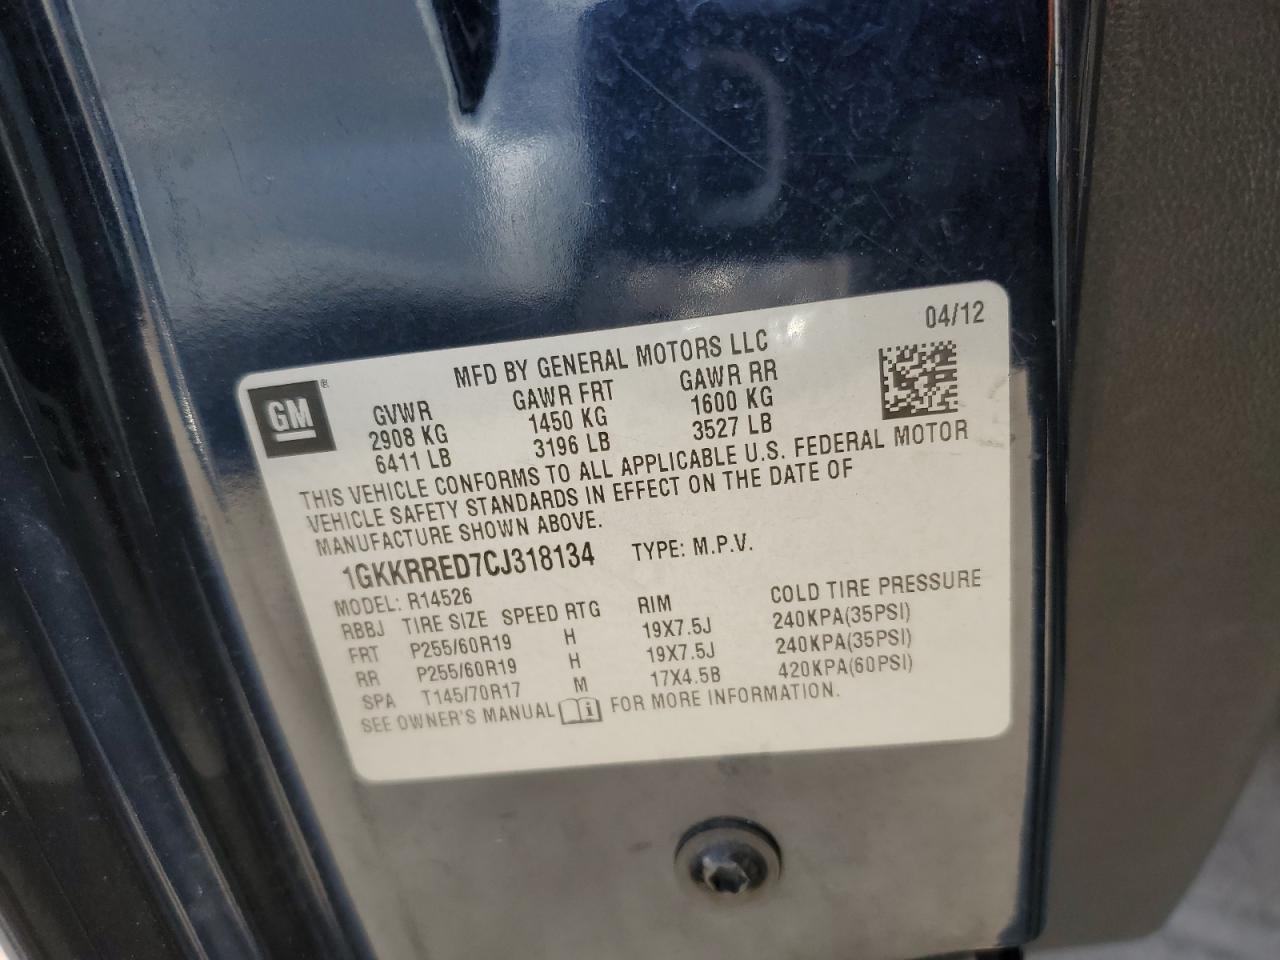 04/12
MFD BY GENERAL MOTORS LLC
GM®
GVWR GAWR FRT GAWR RR
2908 KG 1450 KG 1600 KG
6411 LB 3196 LB 3527 LB
THIS VEHICLE CONFORMS TO ALL APPLICABLE U.S. FEDERAL MOTOR
VEHICLE SAFETY STANDARDS IN EFFECT ON THE DATE OF
MANUFACTURE SHOWN ABOVE.
1GKKRRED7CJ318134 TYPE: M.P.V.
MODEL: R14526
RBBJ TIRE SIZE SPEED RTG RIM COLD TIRE PRESSURE
FRT P255/60R19 H 19X7.5J 240KPA(35PSI)
RR P255/60R19 H 19X7.5J 240KPA(35PSI)
SPA T145/70R17 M 17X4.5B 420KPA(60PSI)
SEE OWNER'S MANUAL i FOR MORE INFORMATION.